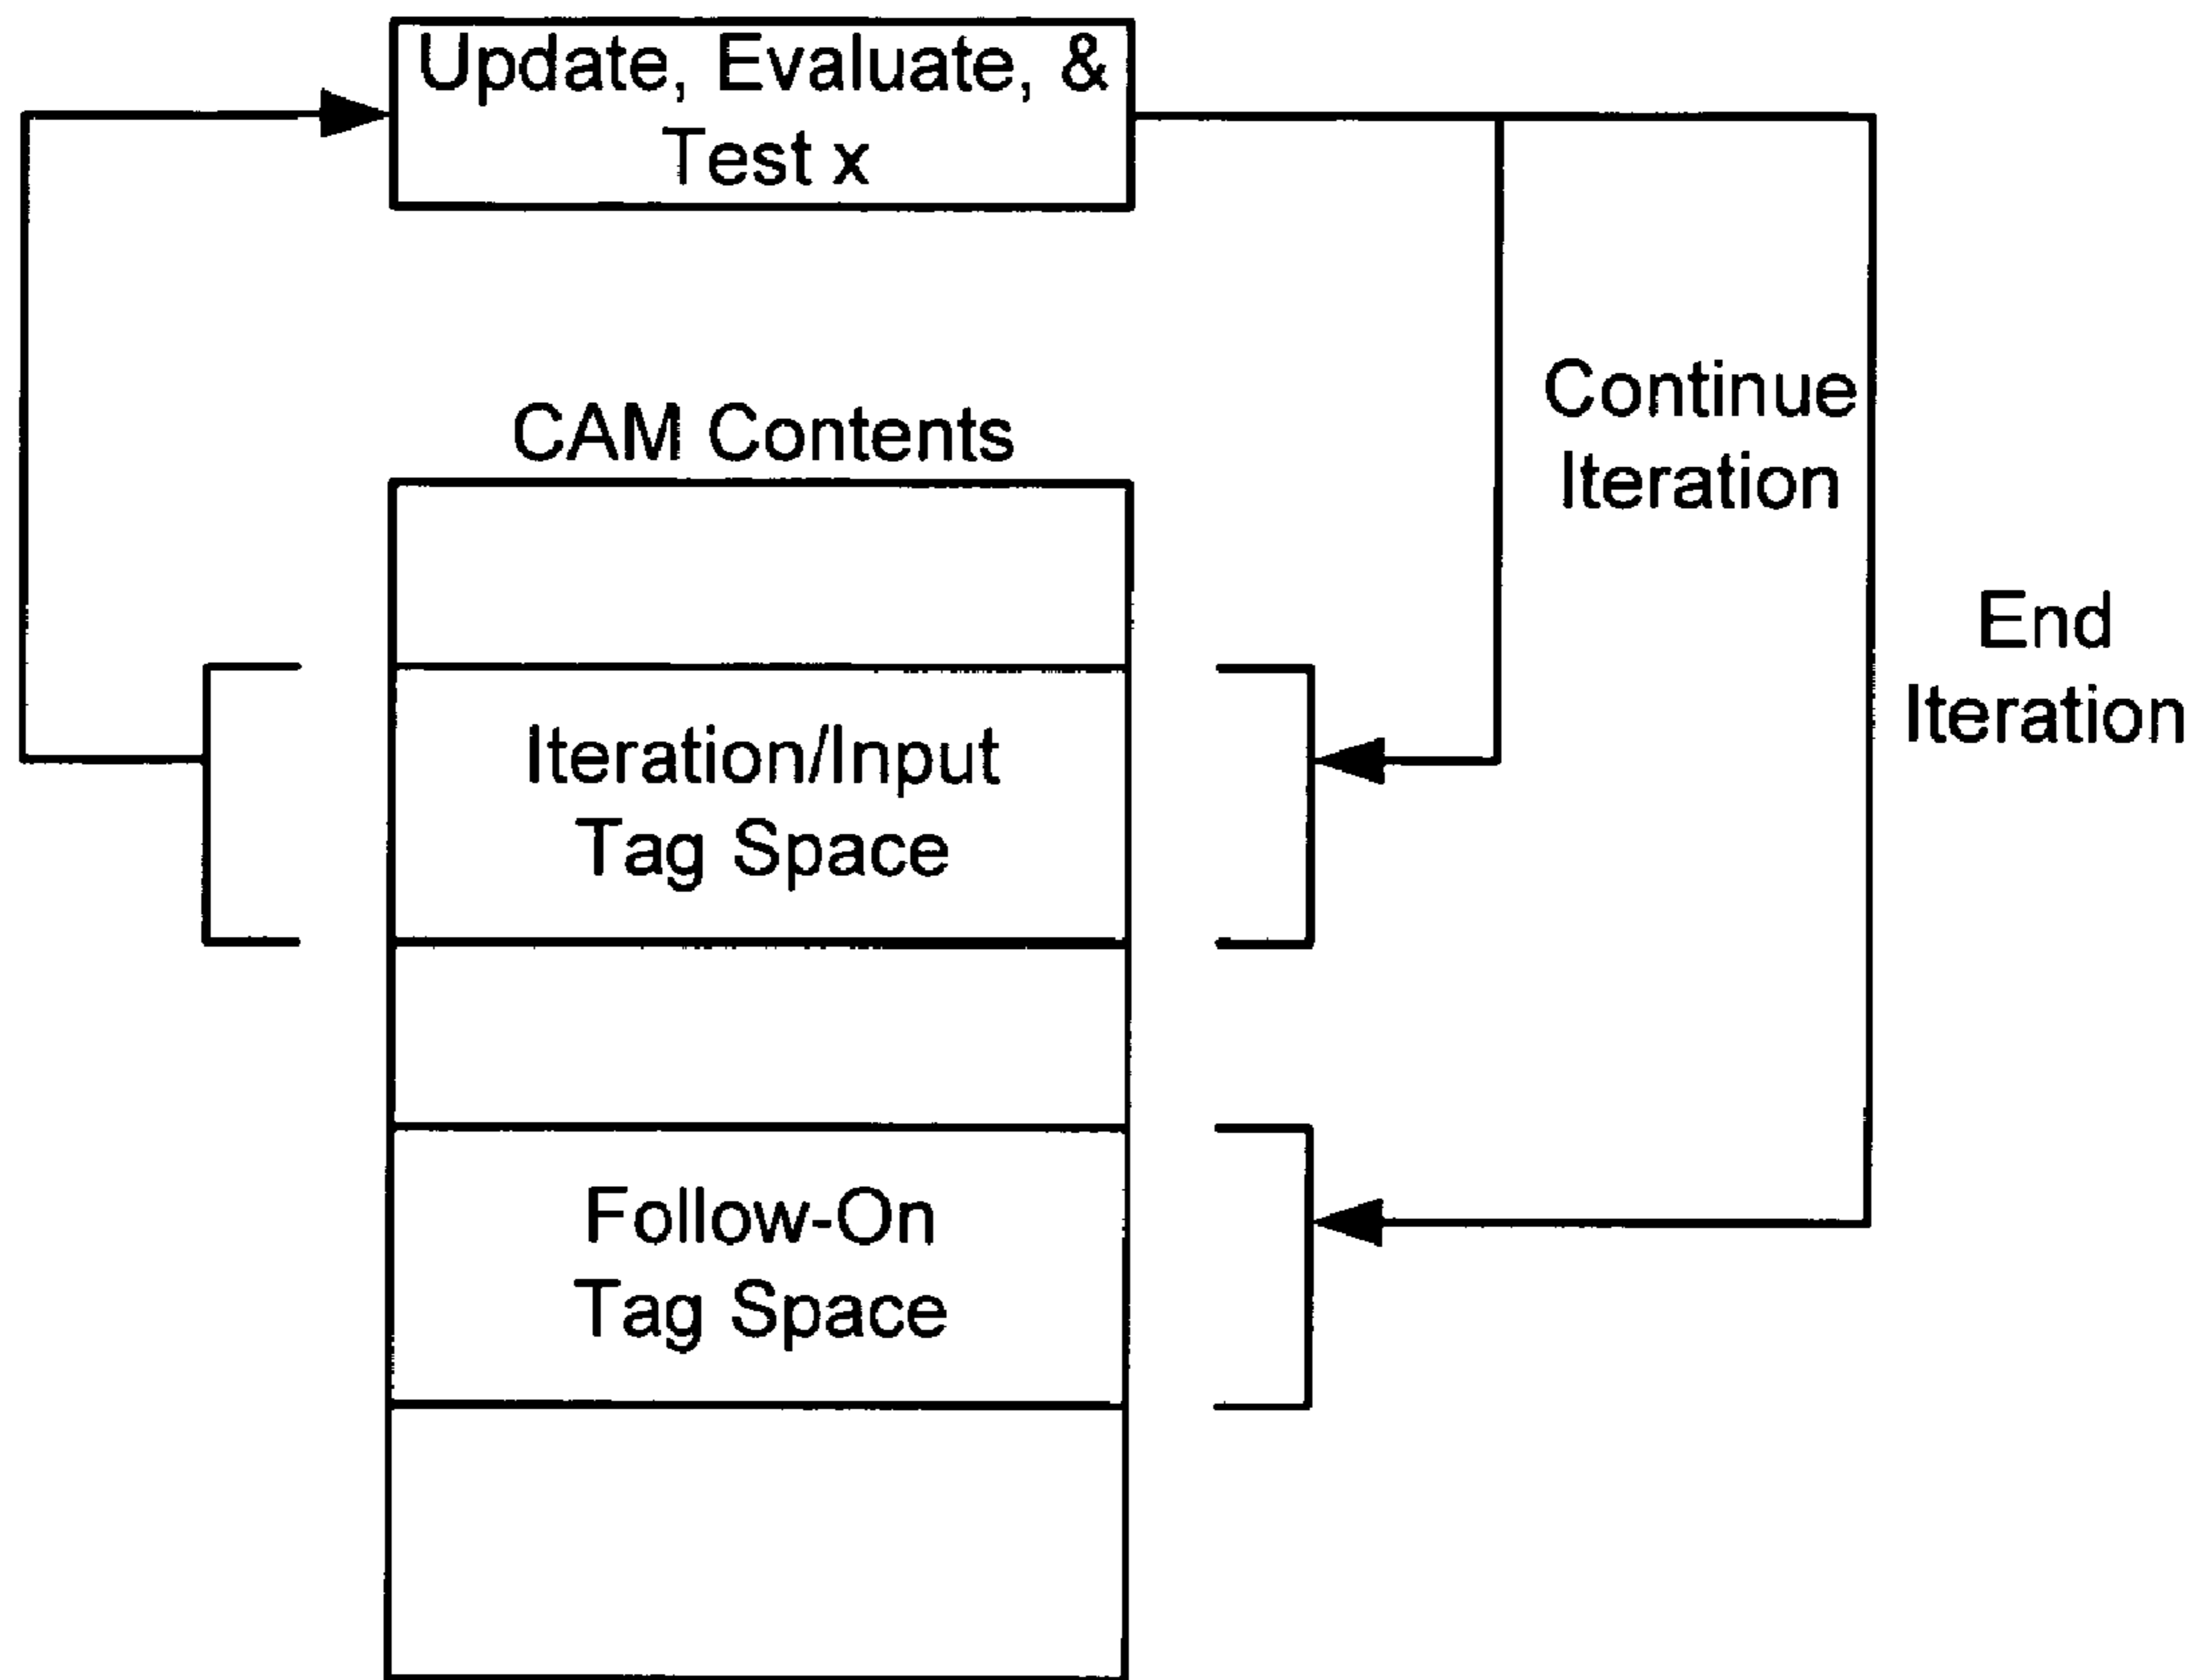 Update, Evaluate, &
Test x
Continue
Iteration
CAM Contents
End
Iteration
Iteration/Input
Tag Space
Follow-On
Tag Space